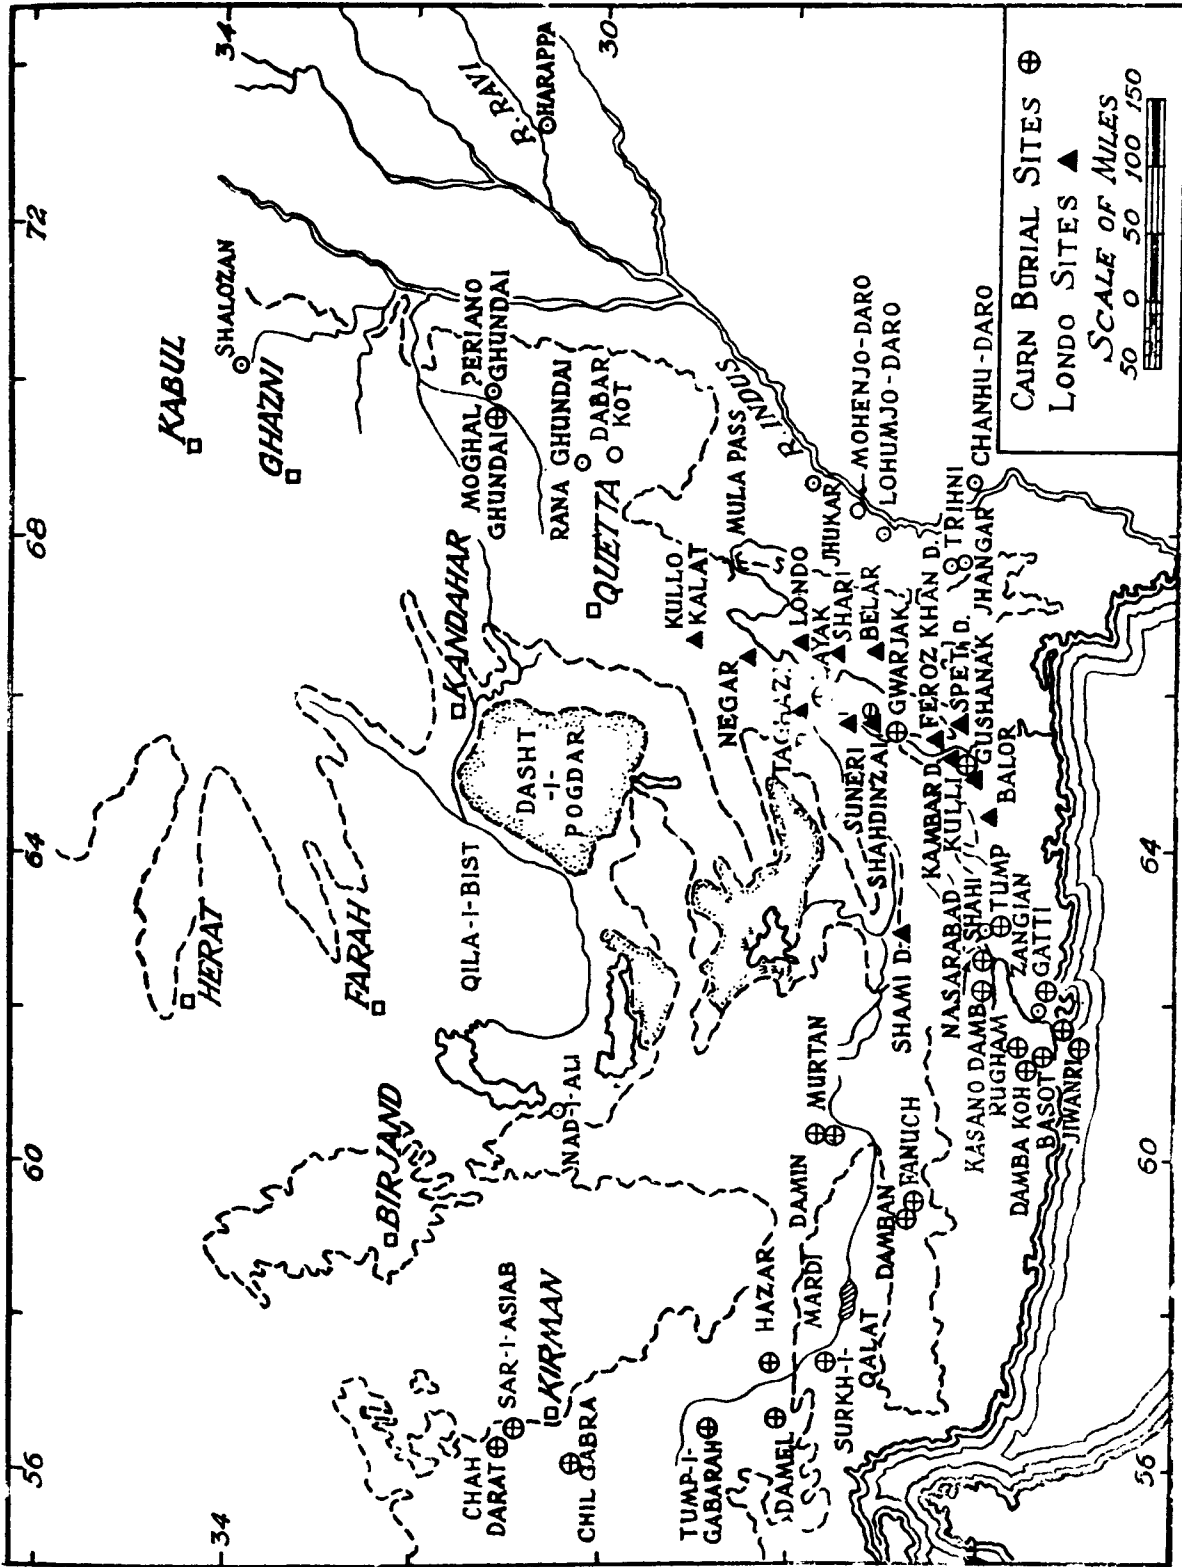 56
60
64
68
72
34
34
30
56
60
64
KABUL
GHAZNI
SHALOZAN
HERAT
FARAH
BIRJAND
KANDAHAR
QILA-I-BIST
DASHT
-I-
POGDAR
NAD-I-ALI
MOGHAL
GHUNDAI
PERIANO
GHUNDAI
RANA GHUNDAI
DABAR
KOT
QUETTA
R. RAVI
HARAPPA
CHAH
DARAT
SAR-I-ASIAB
KIRMAN
CHIL GABRA
TUMP-I-
GABARAH
DAMEL
HAZAR
MARDI
SURKH-I-
QALAT
DAMIN
MURTAN
DAMBAN
FANUCH
KULLO
KALAT
MULA PASS
R. INDUS
NEGAR
LONDO
JHUKAR
SHARI
BELAR
MOHENJO-DARO
LOHUMJO-DARO
SUNERI
SHAHDINZAI
GWARJAK
SHAMI D.
KAMBAR D.
FEROZ KHAN D.
KULLI
SPET D.
TRIHNI
CHANHU-DARO
NASARABAD
GUSHANAK
JHANGAR
KASANO DAMB
SHAHI
BALOR
RUGHAM
TUMP
ZANGIAN
DAMBA KOH
GATTI
BASOT
JIWANRI
CAIRN BURIAL SITES
LONDO SITES
SCALE OF MILES
50 0 50 100 150